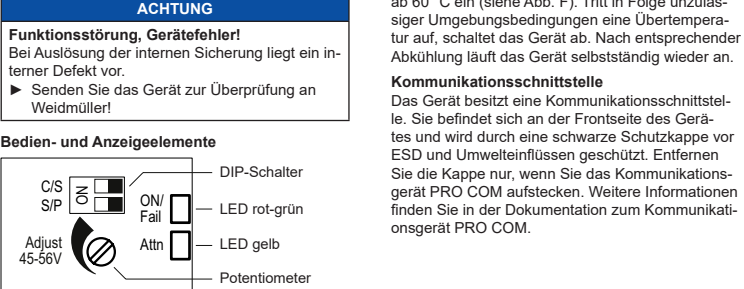 ACHTUNG
Funktionsstörung, Gerätefehler!
Bei Auslösung der internen Sicherung liegt ein in-
terner Defekt vor.
► Senden Sie das Gerät zur Überprüfung an
Weidmüller!
Bedien- und Anzeigeelemente
C/S
S/P
ON
DIP-Schalter
ON/
Fail
LED rot-grün
Adjust
45-56V
Attn
LED gelb
Potentiometer
ab 60 °C ein (siehe Abb. F). Tritt in Folge unzuläs-
siger Umgebungsbedingungen eine Übertempera-
tur auf, schaltet das Gerät ab. Nach entsprechender
Abkühlung läuft das Gerät selbstständig wieder an.
Kommunikationsschnittstelle
Das Gerät besitzt eine Kommunikationsschnittstel-
le. Sie befindet sich an der Frontseite des Gerä-
tes und wird durch eine schwarze Schutzkappe vor
ESD und Umwelteinflüssen geschützt. Entfernen
Sie die Kappe nur, wenn Sie das Kommunikations-
gerät PRO COM aufstecken. Weitere Informationen
finden Sie in der Dokumentation zum Kommunikati-
onsgerät PRO COM.